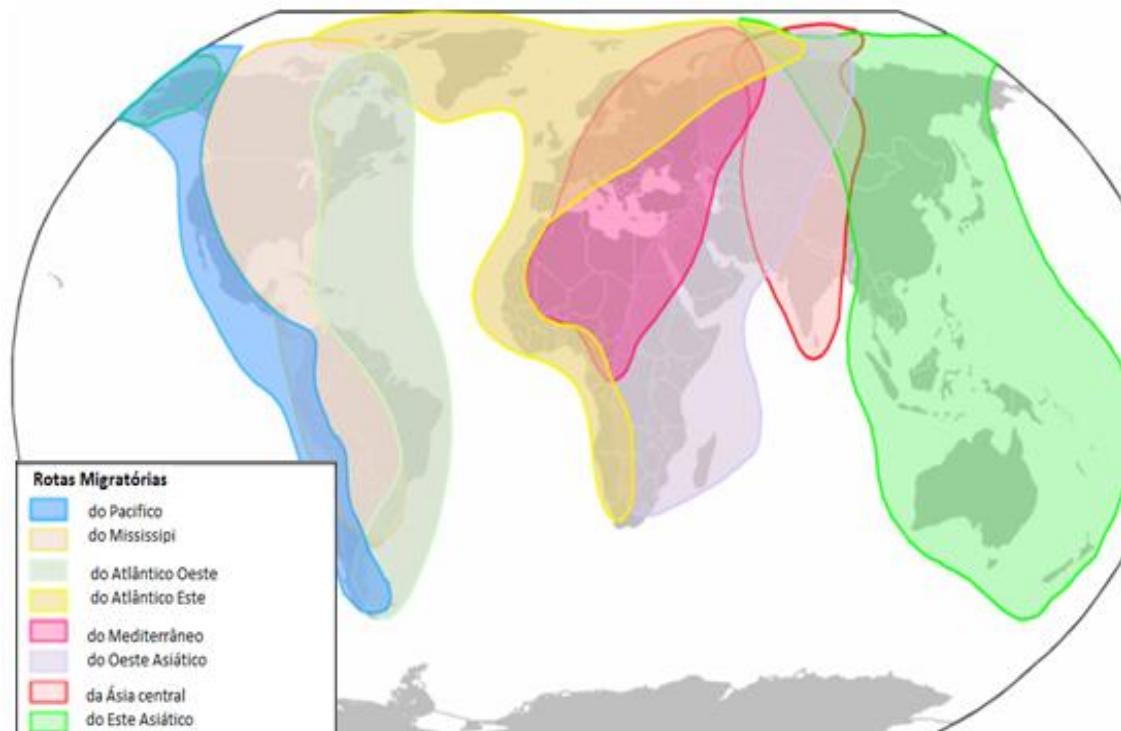 Rotas Migratórias
do Pacifico
do Mississipi
do Atlântico Oeste
do Atlântico Este
do Mediterrâneo
do Oeste Asiático
da Ásia central
do Este Asiático